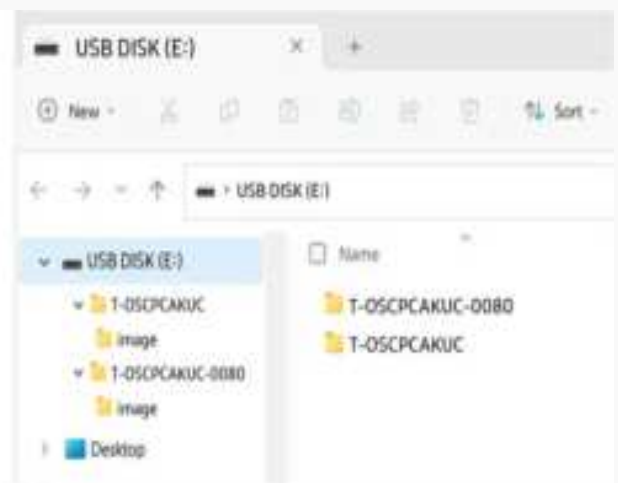 USB DISK (E:)
New
Sort
USB DISK (E:)
USB DISK (E:)
T-OSCPCAKUC
image
T-OSCPCAKUC-0080
image
Desktop
Name
T-OSCPCAKUC-0080
T-OSCPCAKUC